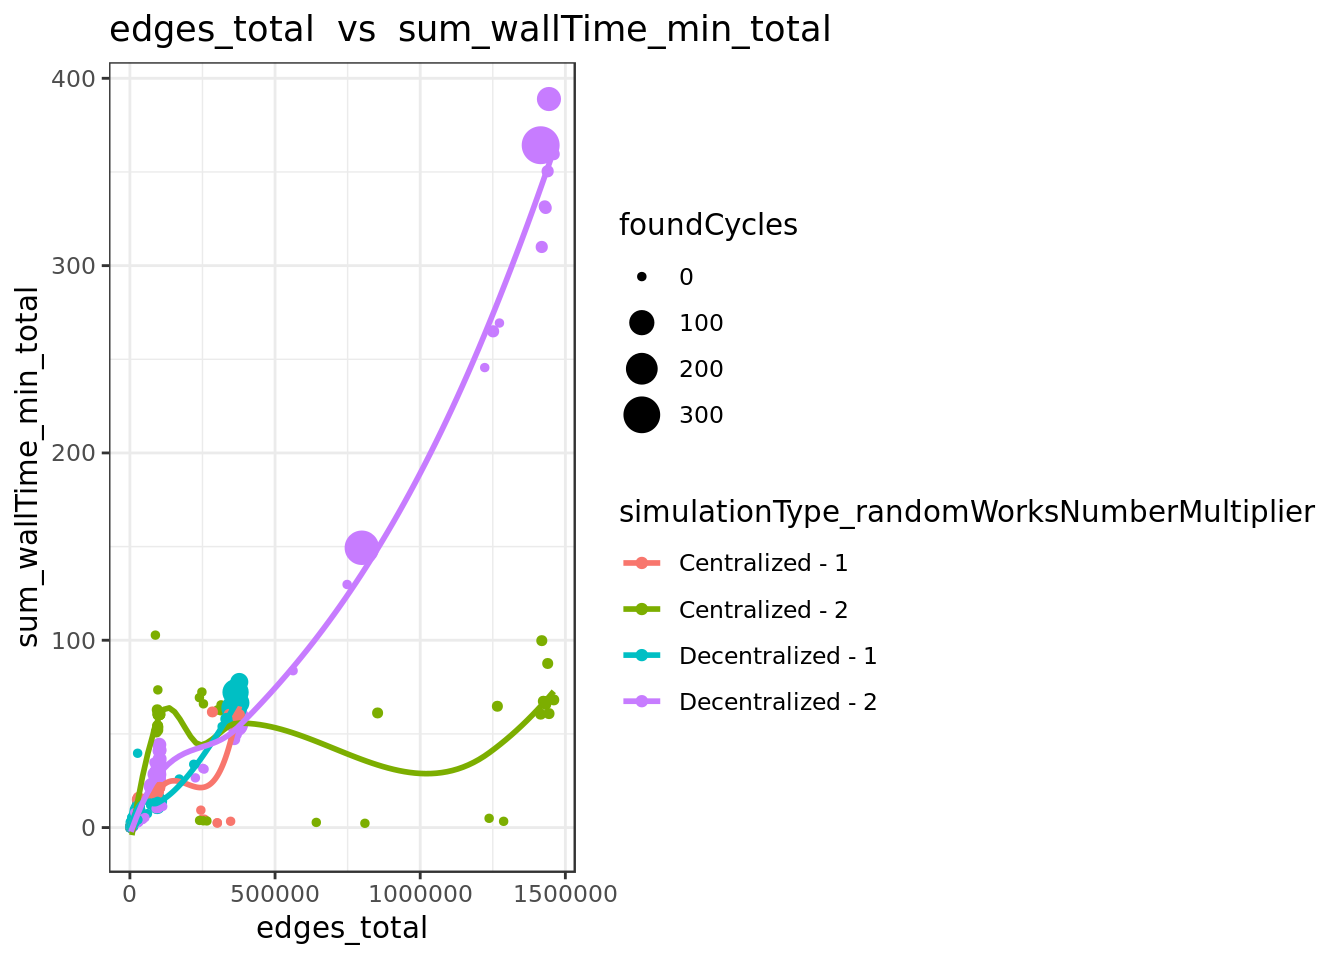 edges_total vs sum_wallTime_min_total
sum_wallTime_min_total
400
300
200
100
0
0
500000
1000000
1500000
edges_total
foundCycles
0
100
200
300
simulationType_randomWorksNumberMultiplier
Centralized - 1
Centralized - 2
Decentralized - 1
Decentralized - 2